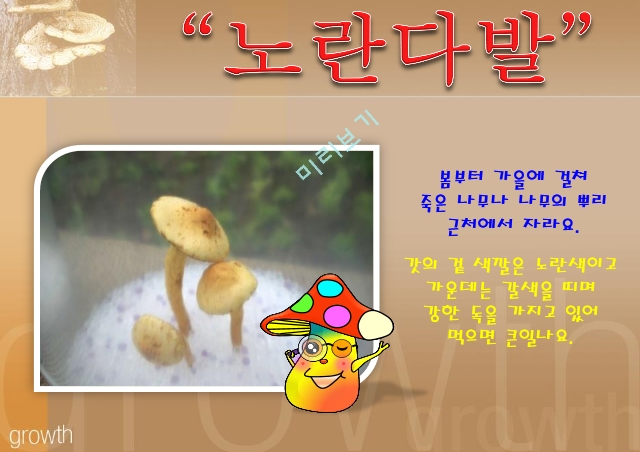 “노란다발”
미리보기
봄부터 가을에 걸쳐
죽은 나무나 나무의 뿌리
근처에서 자라요.
갓의 겉 색깔은 노란색이고
가운데는 갈색을 띠며
강한 독을 가지고 있어
먹으면 큰일나요.
growth
growth
growth